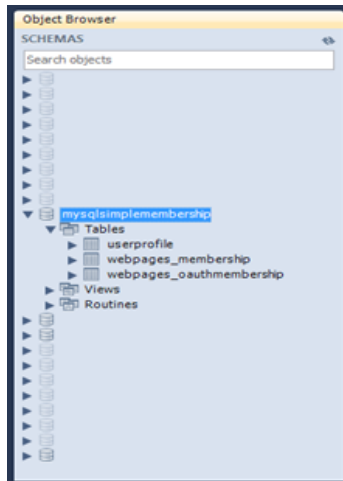 Object Browser
SCHEMAS
Search objects
mysqlsimplemembership
Tables
userprofile
webpages_membership
webpages_oauthmembership
Views
Routines